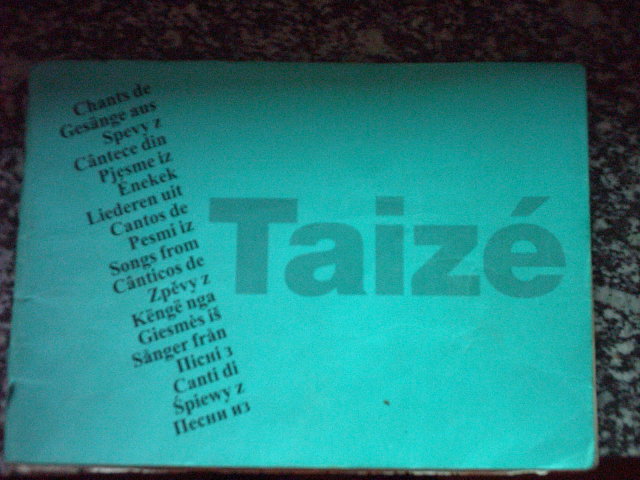 Chants de
Gesänge aus
Spevy z
Cântece din
Pjesme iz
Énekek
Liederen uit
Cantos de
Pesmi iz
Songs from
Cânticos de
Zpěvy z
Këngë nga
Giesmės iš
Sånger från
Пісні з
Canti di
Śpiewy z
Песни из
Taizé